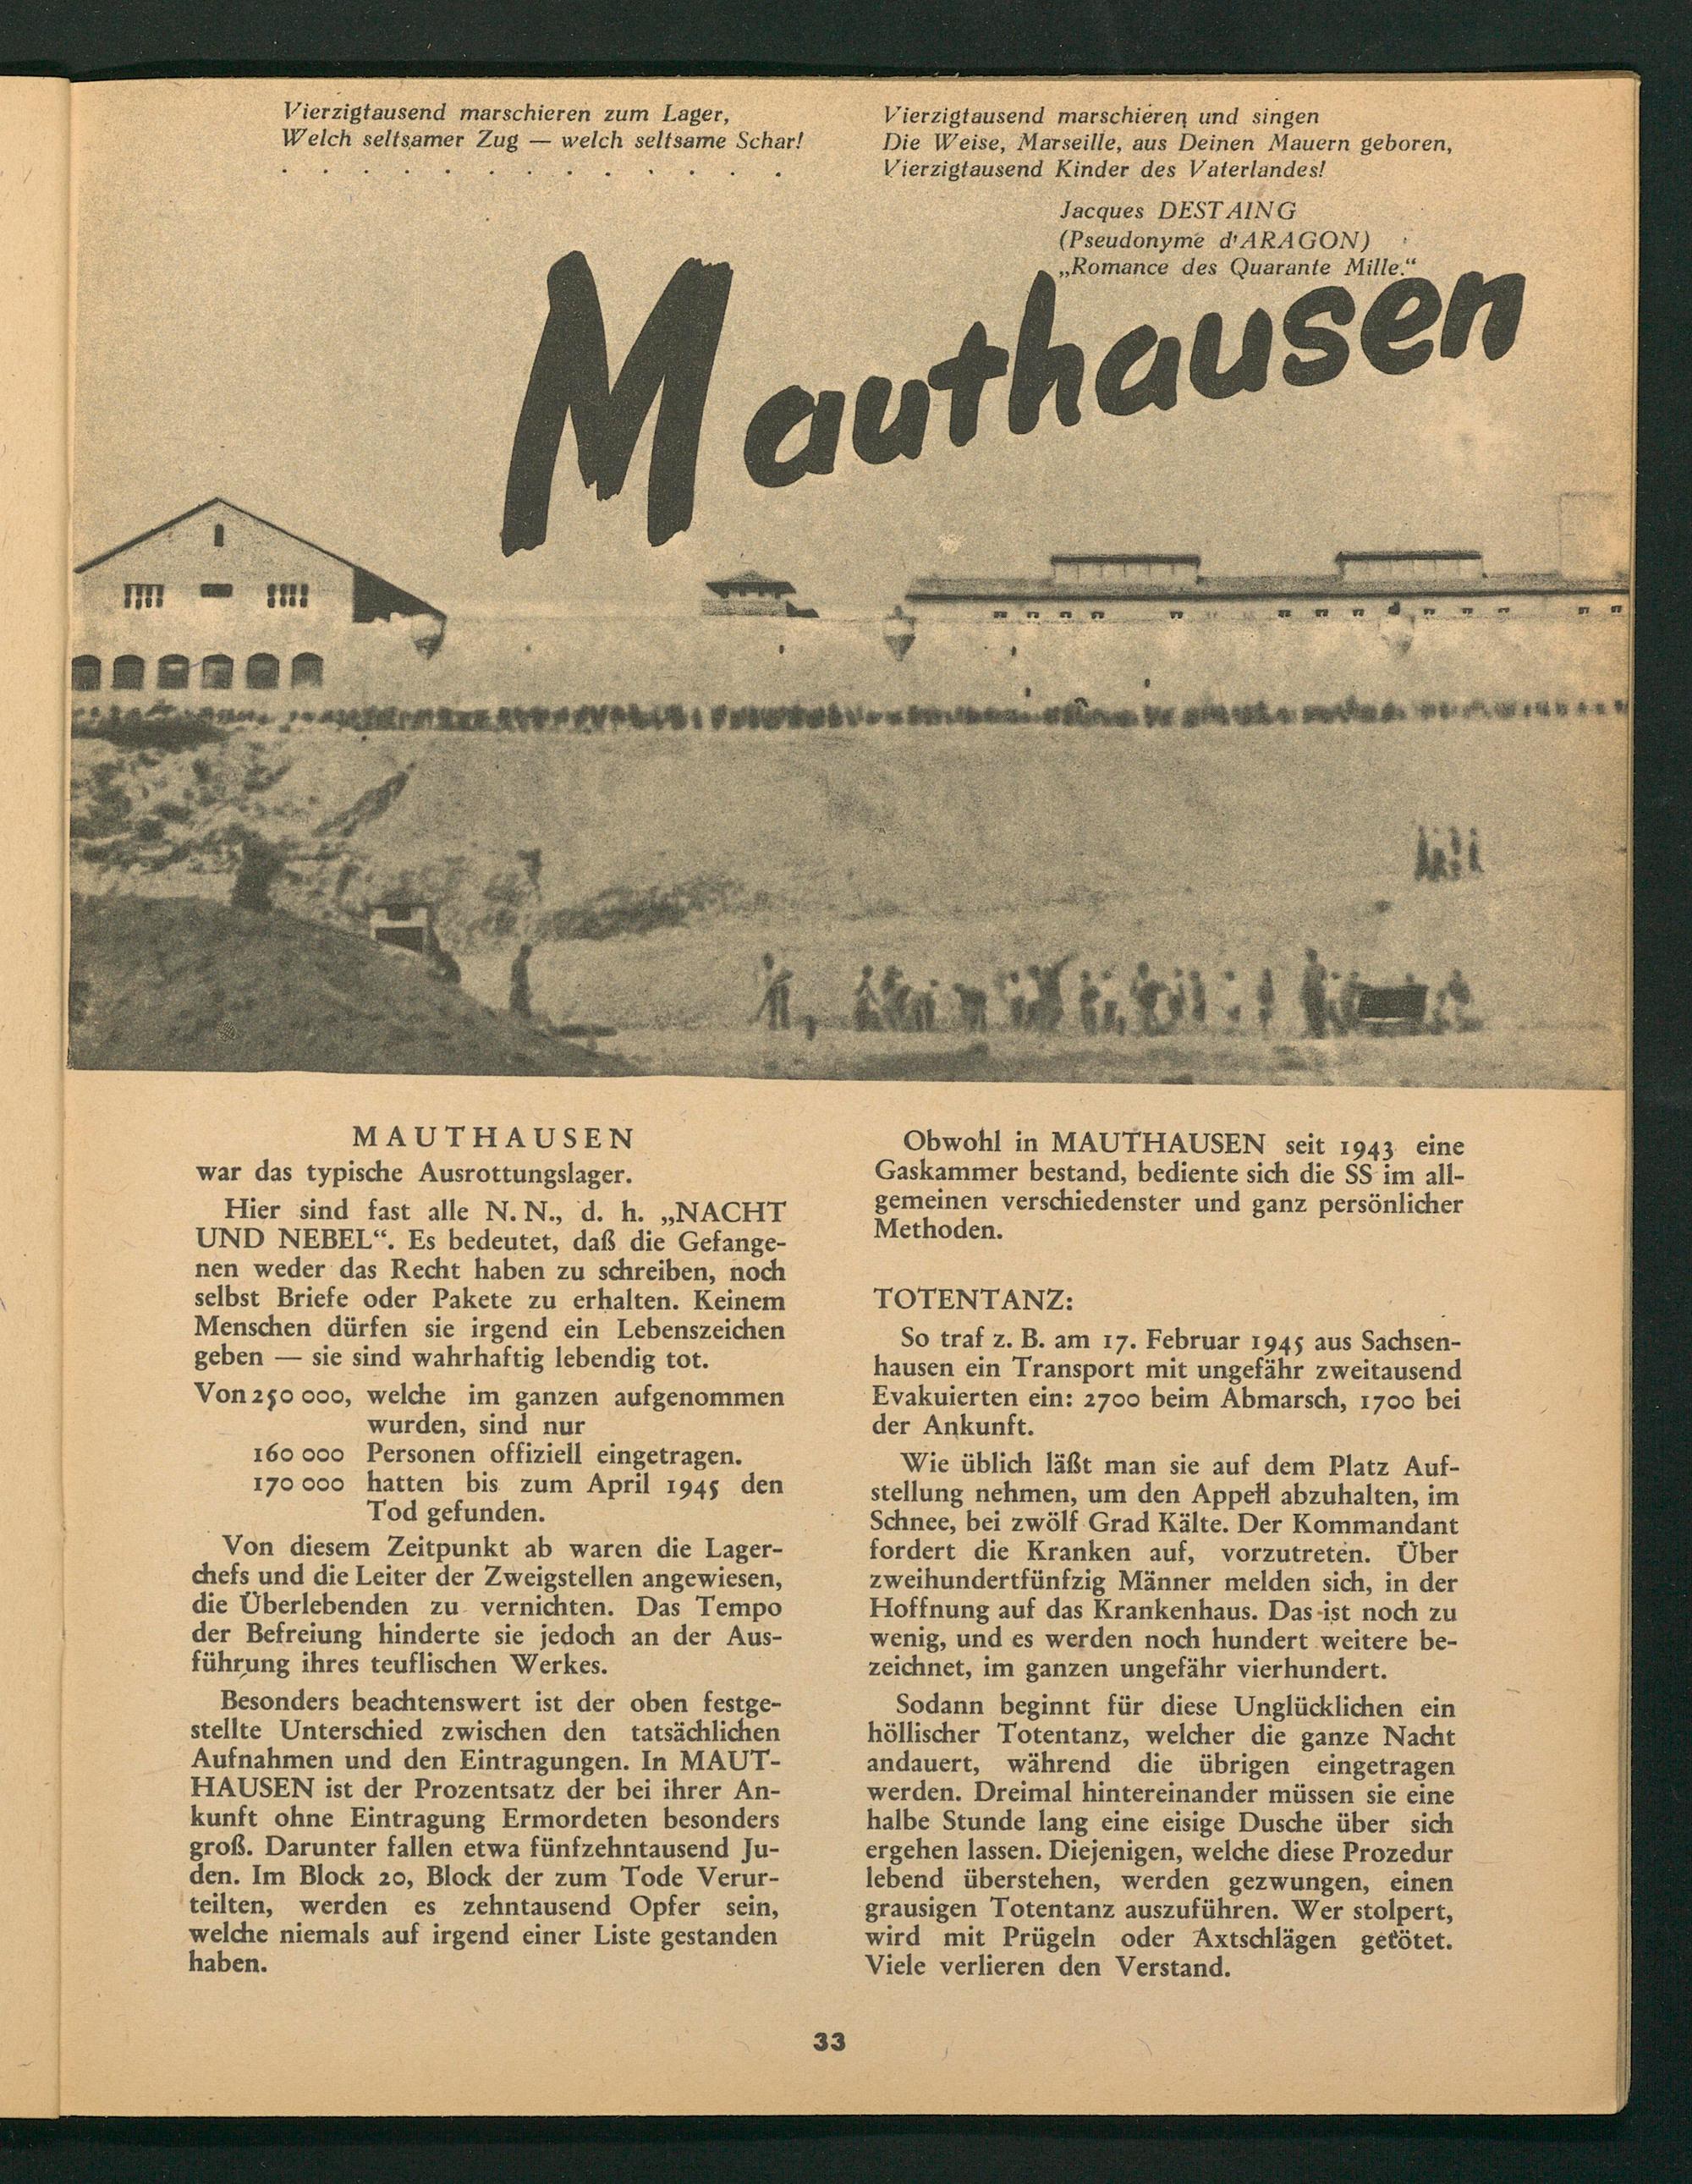 Vierzigtausend marschieren zum Lager,
Welch seltsamer Zug — welch seltsame Schar!
. . . . . . . . . . . . .
Vierzigtausend marschieren und singen
Die Weise, Marseille, aus Deinen Mauern geboren,
Vierzigtausend Kinder des Vaterlandes!
Jacques DESTAING
(Pseudonyme d'ARAGON)
„Romance des Quarante Mille.“
Mauthausen
MAUTHAUSEN
war das typische Ausrottungslager.
Hier sind fast alle N. N., d. h. „NACHT
UND NEBEL“. Es bedeutet, daß die Gefange-
nen weder das Recht haben zu schreiben, noch
selbst Briefe oder Pakete zu erhalten. Keinem
Menschen dürfen sie irgend ein Lebenszeichen
geben — sie sind wahrhaftig lebendig tot.
Von 250 000, welche im ganzen aufgenommen
wurden, sind nur
160 000 Personen offiziell eingetragen.
170 000 hatten bis zum April 1945 den
Tod gefunden.
Von diesem Zeitpunkt ab waren die Lager-
chefs und die Leiter der Zweigstellen angewiesen,
die Überlebenden zu vernichten. Das Tempo
der Befreiung hinderte sie jedoch an der Aus-
führung ihres teuflischen Werkes.
Besonders beachtenswert ist der oben festge-
stellte Unterschied zwischen den tatsächlichen
Aufnahmen und den Eintragungen. In MAUT-
HAUSEN ist der Prozentsatz der bei ihrer An-
kunft ohne Eintragung Ermordeten besonders
groß. Darunter fallen etwa fünfzehntausend Ju-
den. Im Block 20, Block der zum Tode Verur-
teilten, werden es zehntausend Opfer sein,
welche niemals auf irgend einer Liste gestanden
haben.
Obwohl in MAUTHAUSEN seit 1943 eine
Gaskammer bestand, bediente sich die SS im all-
gemeinen verschiedenster und ganz persönlicher
Methoden.
TOTENTANZ:
So traf z. B. am 17. Februar 1945 aus Sachsen-
hausen ein Transport mit ungefähr zweitausend
Evakuierten ein: 2700 beim Abmarsch, 1700 bei
der Ankunft.
Wie üblich läßt man sie auf dem Platz Auf-
stellung nehmen, um den Appell abzuhalten, im
Schnee, bei zwölf Grad Kälte. Der Kommandant
fordert die Kranken auf, vorzutreten. Über
zweihundertfünfzig Männer melden sich, in der
Hoffnung auf das Krankenhaus. Das ist noch zu
wenig, und es werden noch hundert weitere be-
zeichnet, im ganzen ungefähr vierhundert.
Sodann beginnt für diese Unglücklichen ein
höllischer Totentanz, welcher die ganze Nacht
andauert, während die übrigen eingetragen
werden. Dreimal hintereinander müssen sie eine
halbe Stunde lang eine eisige Dusche über sich
ergehen lassen. Diejenigen, welche diese Prozedur
lebend überstehen, werden gezwungen, einen
grausigen Totentanz auszuführen. Wer stolpert,
wird mit Prügeln oder Axtschlägen getötet.
Viele verlieren den Verstand.
33